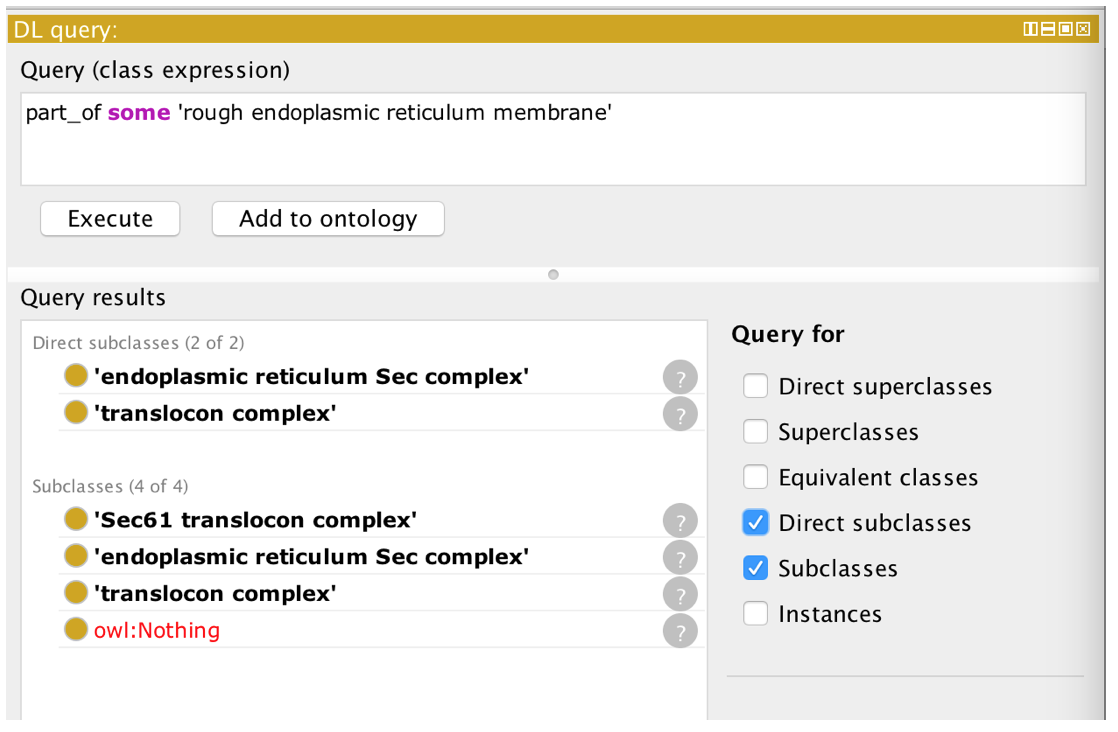 DL query:
Query (class expression)
part_of some 'rough endoplasmic reticulum membrane'
Execute
Add to ontology
Query results
Direct subclasses (2 of 2)
'endoplasmic reticulum Sec complex'
?
'translocon complex'
?
Subclasses (4 of 4)
'Sec61 translocon complex'
?
'endoplasmic reticulum Sec complex'
?
'translocon complex'
?
owl:Nothing
?
Query for
Direct superclasses
Superclasses
Equivalent classes
Direct subclasses
Subclasses
Instances